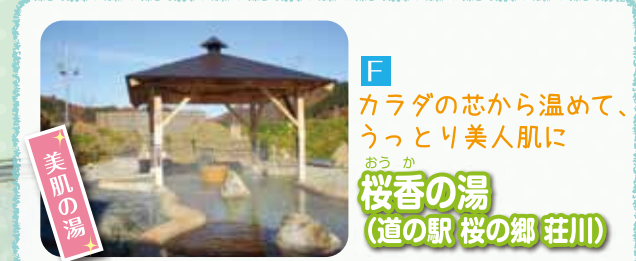 F
カラダの芯から温めて、
うっとり美人肌に
おうか
桜香の湯
(道の駅 桜の郷 荘川)
美肌の湯